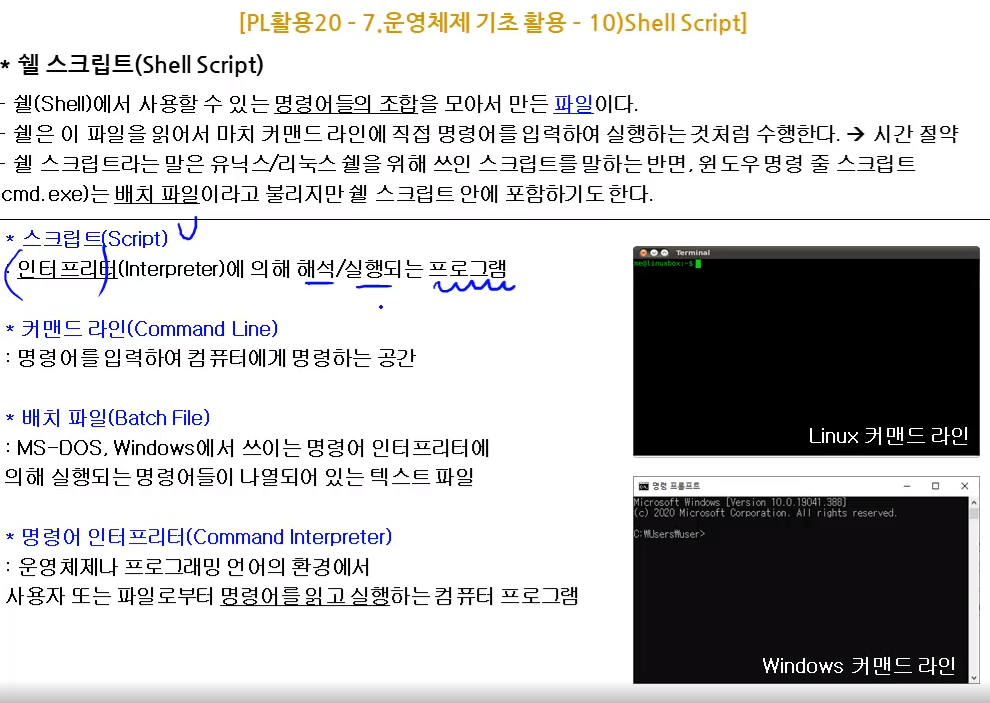 [PL활용20 - 7.운영체제 기초 활용 - 10)Shell Script]
* 쉘 스크립트(Shell Script)
- 쉘(Shell)에서 사용할 수 있는 명령어들의 조합을 모아서 만든 파일이다.
- 쉘은 이 파일을 읽어서 마치 커맨드 라인에 직접 명령어를 입력하여 실행하는 것처럼 수행한다. → 시간 절약
- 쉘 스크립트라는 말은 유닉스/리눅스 쉘을 위해 쓰인 스크립트를 말하는 반면, 윈도우 명령 줄 스크립트
cmd.exe)는 배치 파일이라고 불리지만 쉘 스크립트 안에 포함하기도 한다.
* 스크립트(Script)
: 인터프리터(Interpreter)에 의해 해석/실행되는 프로그램
* 커맨드 라인(Command Line)
: 명령어를 입력하여 컴퓨터에게 명령하는 공간
* 배치 파일(Batch File)
: MS-DOS, Windows에서 쓰이는 명령어 인터프리터에
의해 실행되는 명령어들이 나열되어 있는 텍스트 파일
* 명령어 인터프리터(Command Interpreter)
: 운영체제나 프로그래밍 언어의 환경에서
사용자 또는 파일로부터 명령어를 읽고 실행하는 컴퓨터 프로그램
Terminal
me@linuxbox:~$
Linux 커맨드 라인
명령 프롬프트
Microsoft Windows [Version 10.0.19041.388]
(c) 2020 Microsoft Corporation. All rights reserved.
C:₩Users₩user>
Windows 커맨드 라인